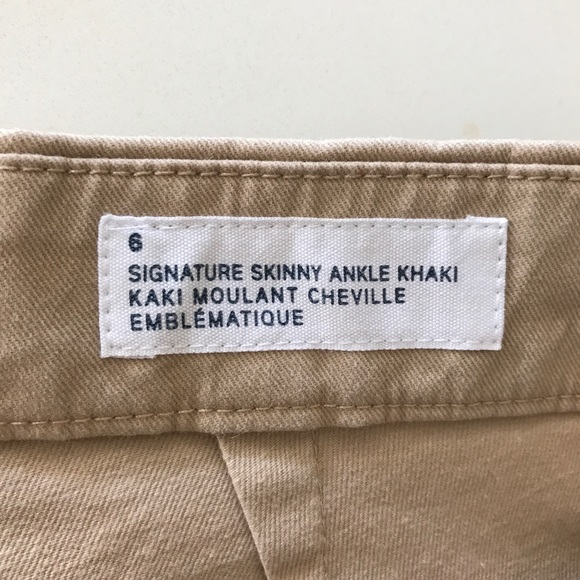 6
SIGNATURE SKINNY ANKLE KHAKI
KAKI MOULANT CHEVILLE
EMBLÉMATIQUE